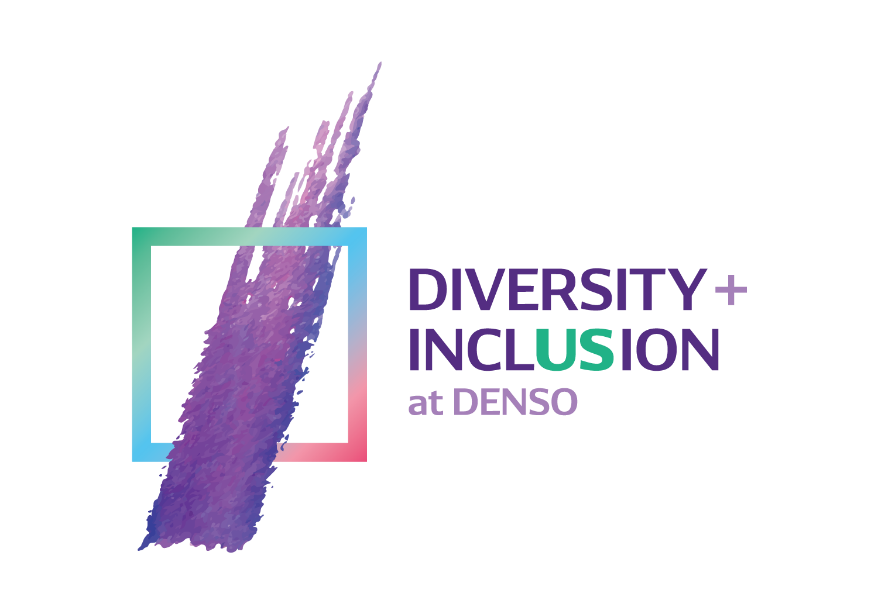 DIVERSITY+
INCLUSION
at DENSO